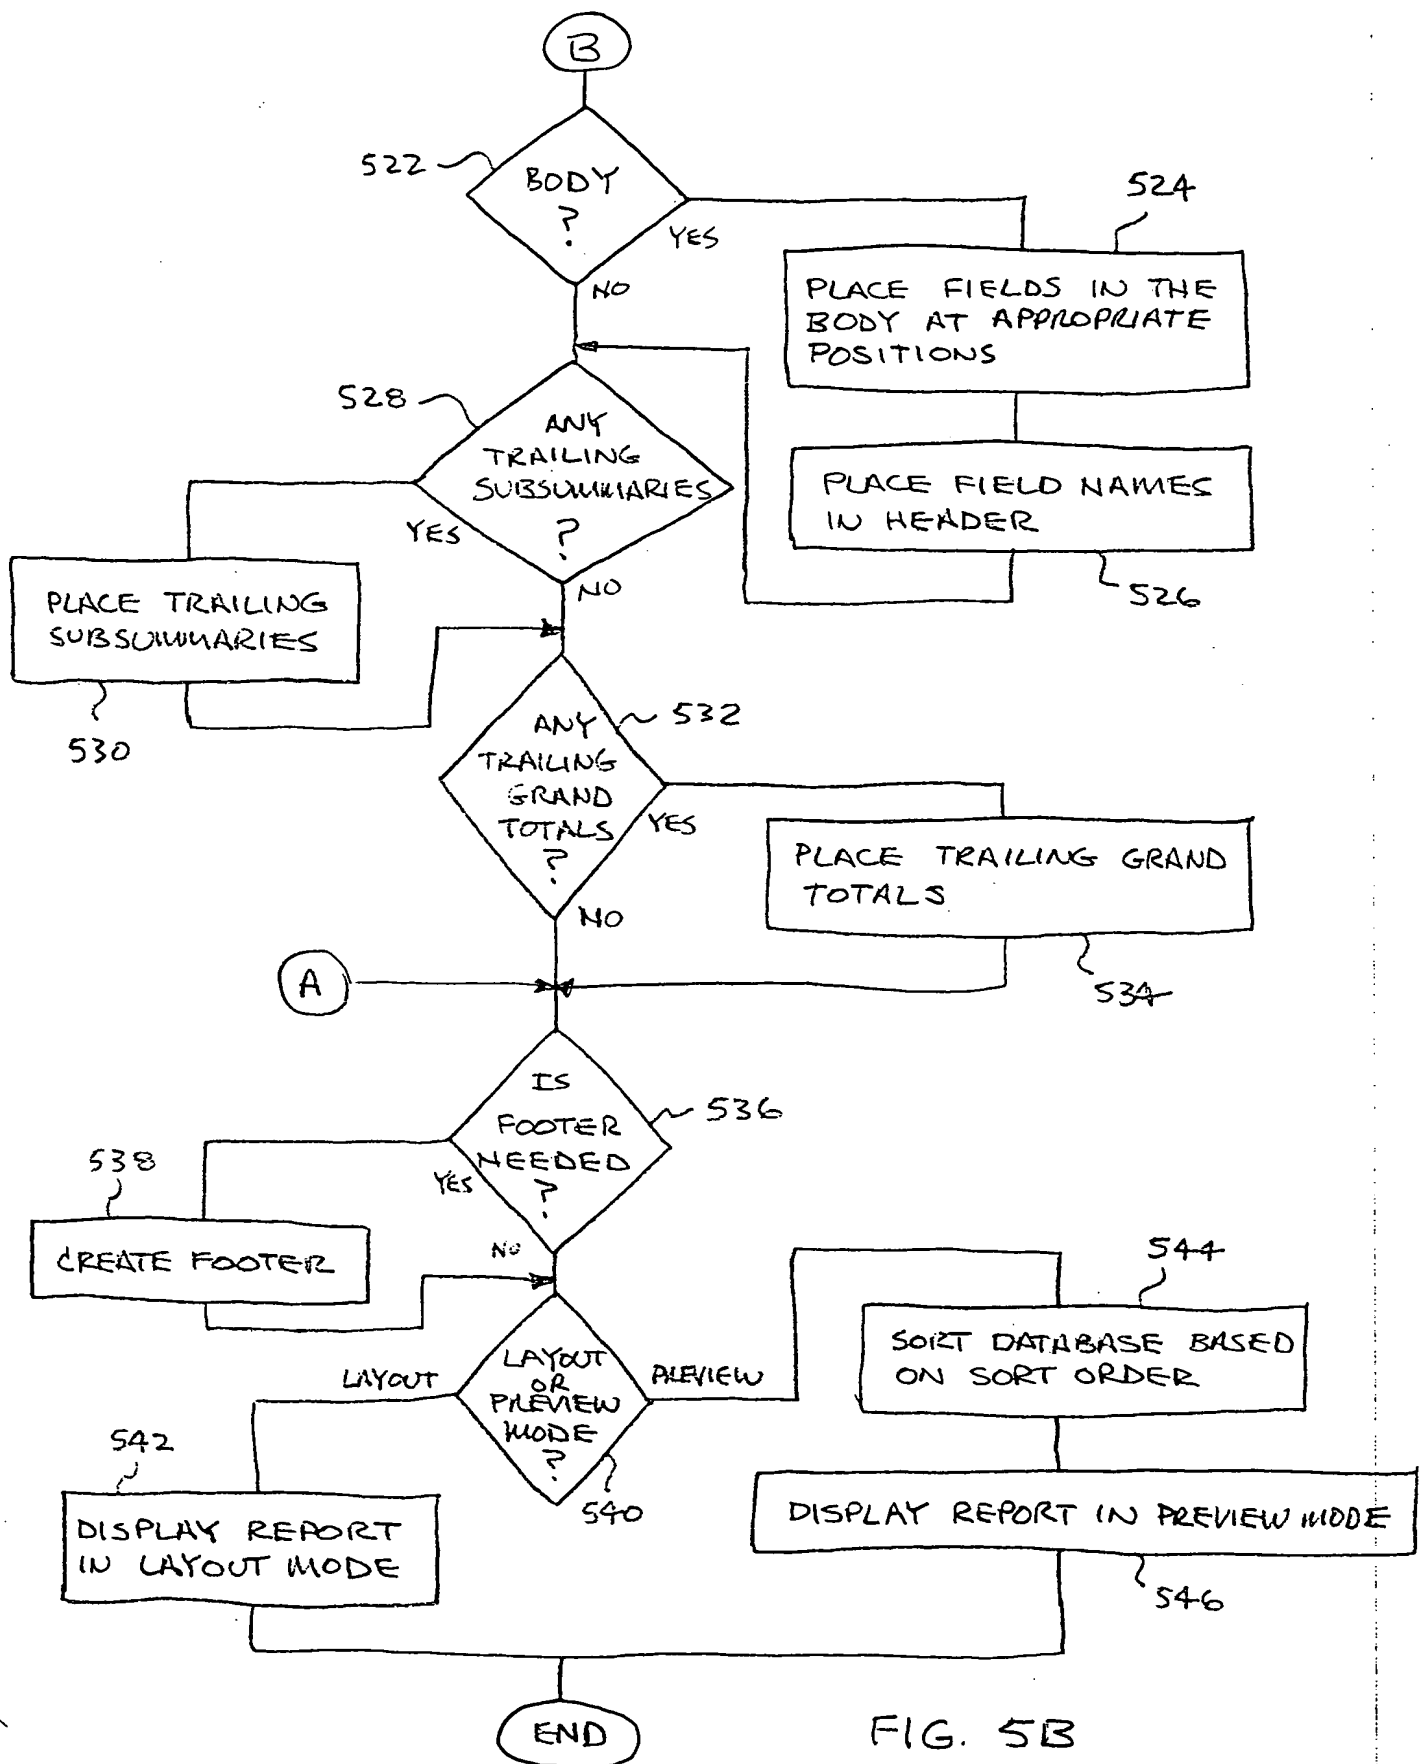 B
522
BODY
?
YES
NO
524
PLACE FIELDS IN THE
BODY AT APPROPRIATE
POSITIONS
528
ANY
TRAILING
SUBSUMMARIES
?
YES
NO
PLACE FIELD NAMES
IN HEADER
526
PLACE TRAILING
SUBSUMMARIES
530
532
ANY
TRAILING
GRAND
TOTALS
?
YES
NO
PLACE TRAILING GRAND
TOTALS
534
A
IS
FOOTER
NEEDED
?
536
YES
NO
538
CREATE FOOTER
544
SORT DATABASE BASED
ON SORT ORDER
LAYOUT
LAYOUT
OR
PREVIEW
MODE
?
PREVIEW
540
542
DISPLAY REPORT
IN LAYOUT MODE
DISPLAY REPORT IN PREVIEW MODE
546
END
FIG. 5B